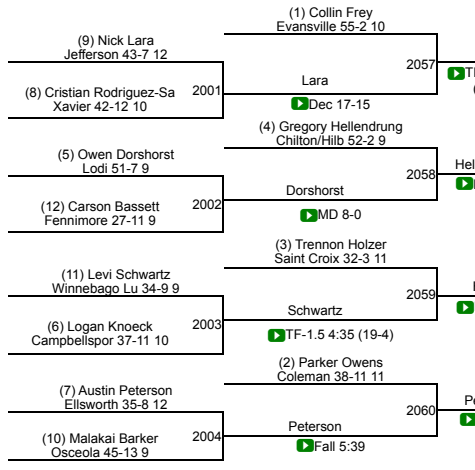 (1) Collin Frey
Evansville 55-2 10
(9) Nick Lara
Jefferson 43-7 12
2057
(8) Cristian Rodriguez-Sa
Xavier 42-12 10
2001
Lara
Dec 17-15
(4) Gregory Hellendrung
Chilton/Hilb 52-2 9
(5) Owen Dorshorst
Lodi 51-7 9
2058
(12) Carson Bassett
Fennimore 27-11 9
2002
Dorshorst
MD 8-0
(3) Trennon Holzer
Saint Croix 32-3 11
(11) Levi Schwartz
Winnebago Lu 34-9 9
2059
(6) Logan Knoeck
Campbellspor 37-11 10
2003
Schwartz
TF-1.5 4:35 (19-4)
(2) Parker Owens
Coleman 38-11 11
(7) Austin Peterson
Ellsworth 35-8 12
2060
(10) Malakai Barker
Osceola 45-13 9
2004
Peterson
Fall 5:39